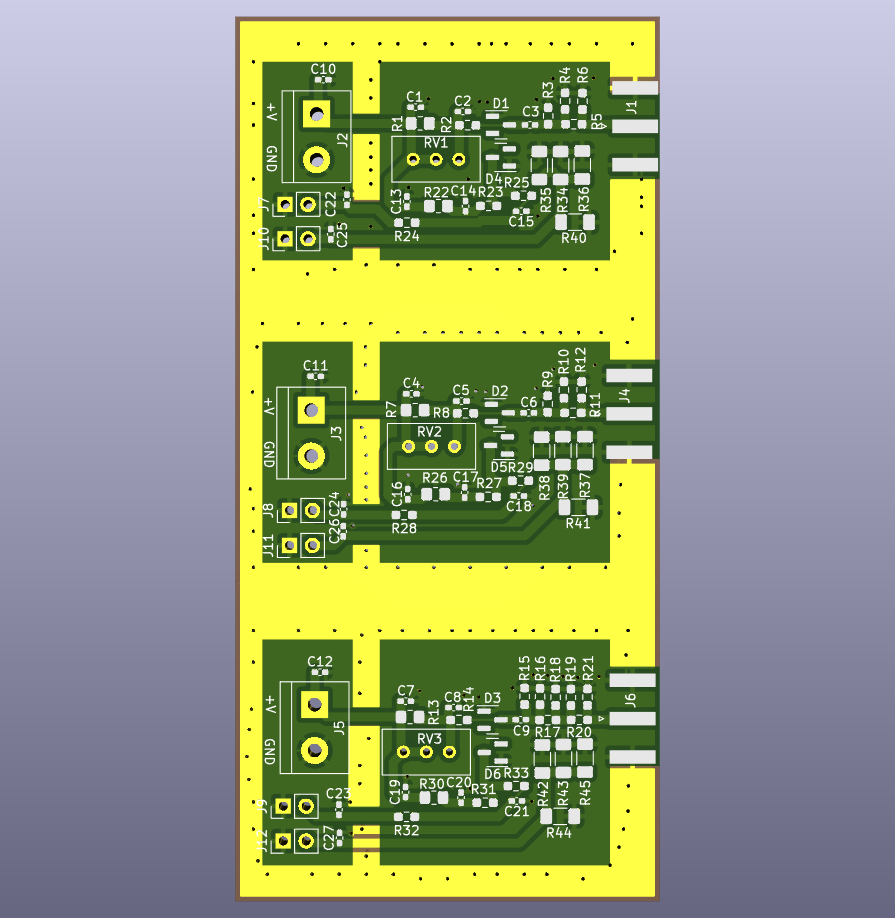 C10
+V
J2
GND
C1
C2
D1
C3
R3
R4
R6
J1
R1
R2
R5
RV1
D4
R25
J7
C22
C13
R22
C14
R23
C15
R35
R34
R36
J10
C25
R24
R40
C11
+V
J3
GND
C4
C5
D2
C6
R9
R10
R12
J4
R7
R8
R11
RV2
D5
R29
J8
C24
C16
R26
C17
R27
C18
R38
R39
R37
J11
C26
R28
R41
C12
+V
J5
GND
C7
C8
R14
D3
C9
R15
R16
R18
R19
R21
J6
R13
R17
R20
RV3
D6
R33
J9
C23
C19
R30
C20
R31
C21
R42
R43
R45
J12
C27
R32
R44